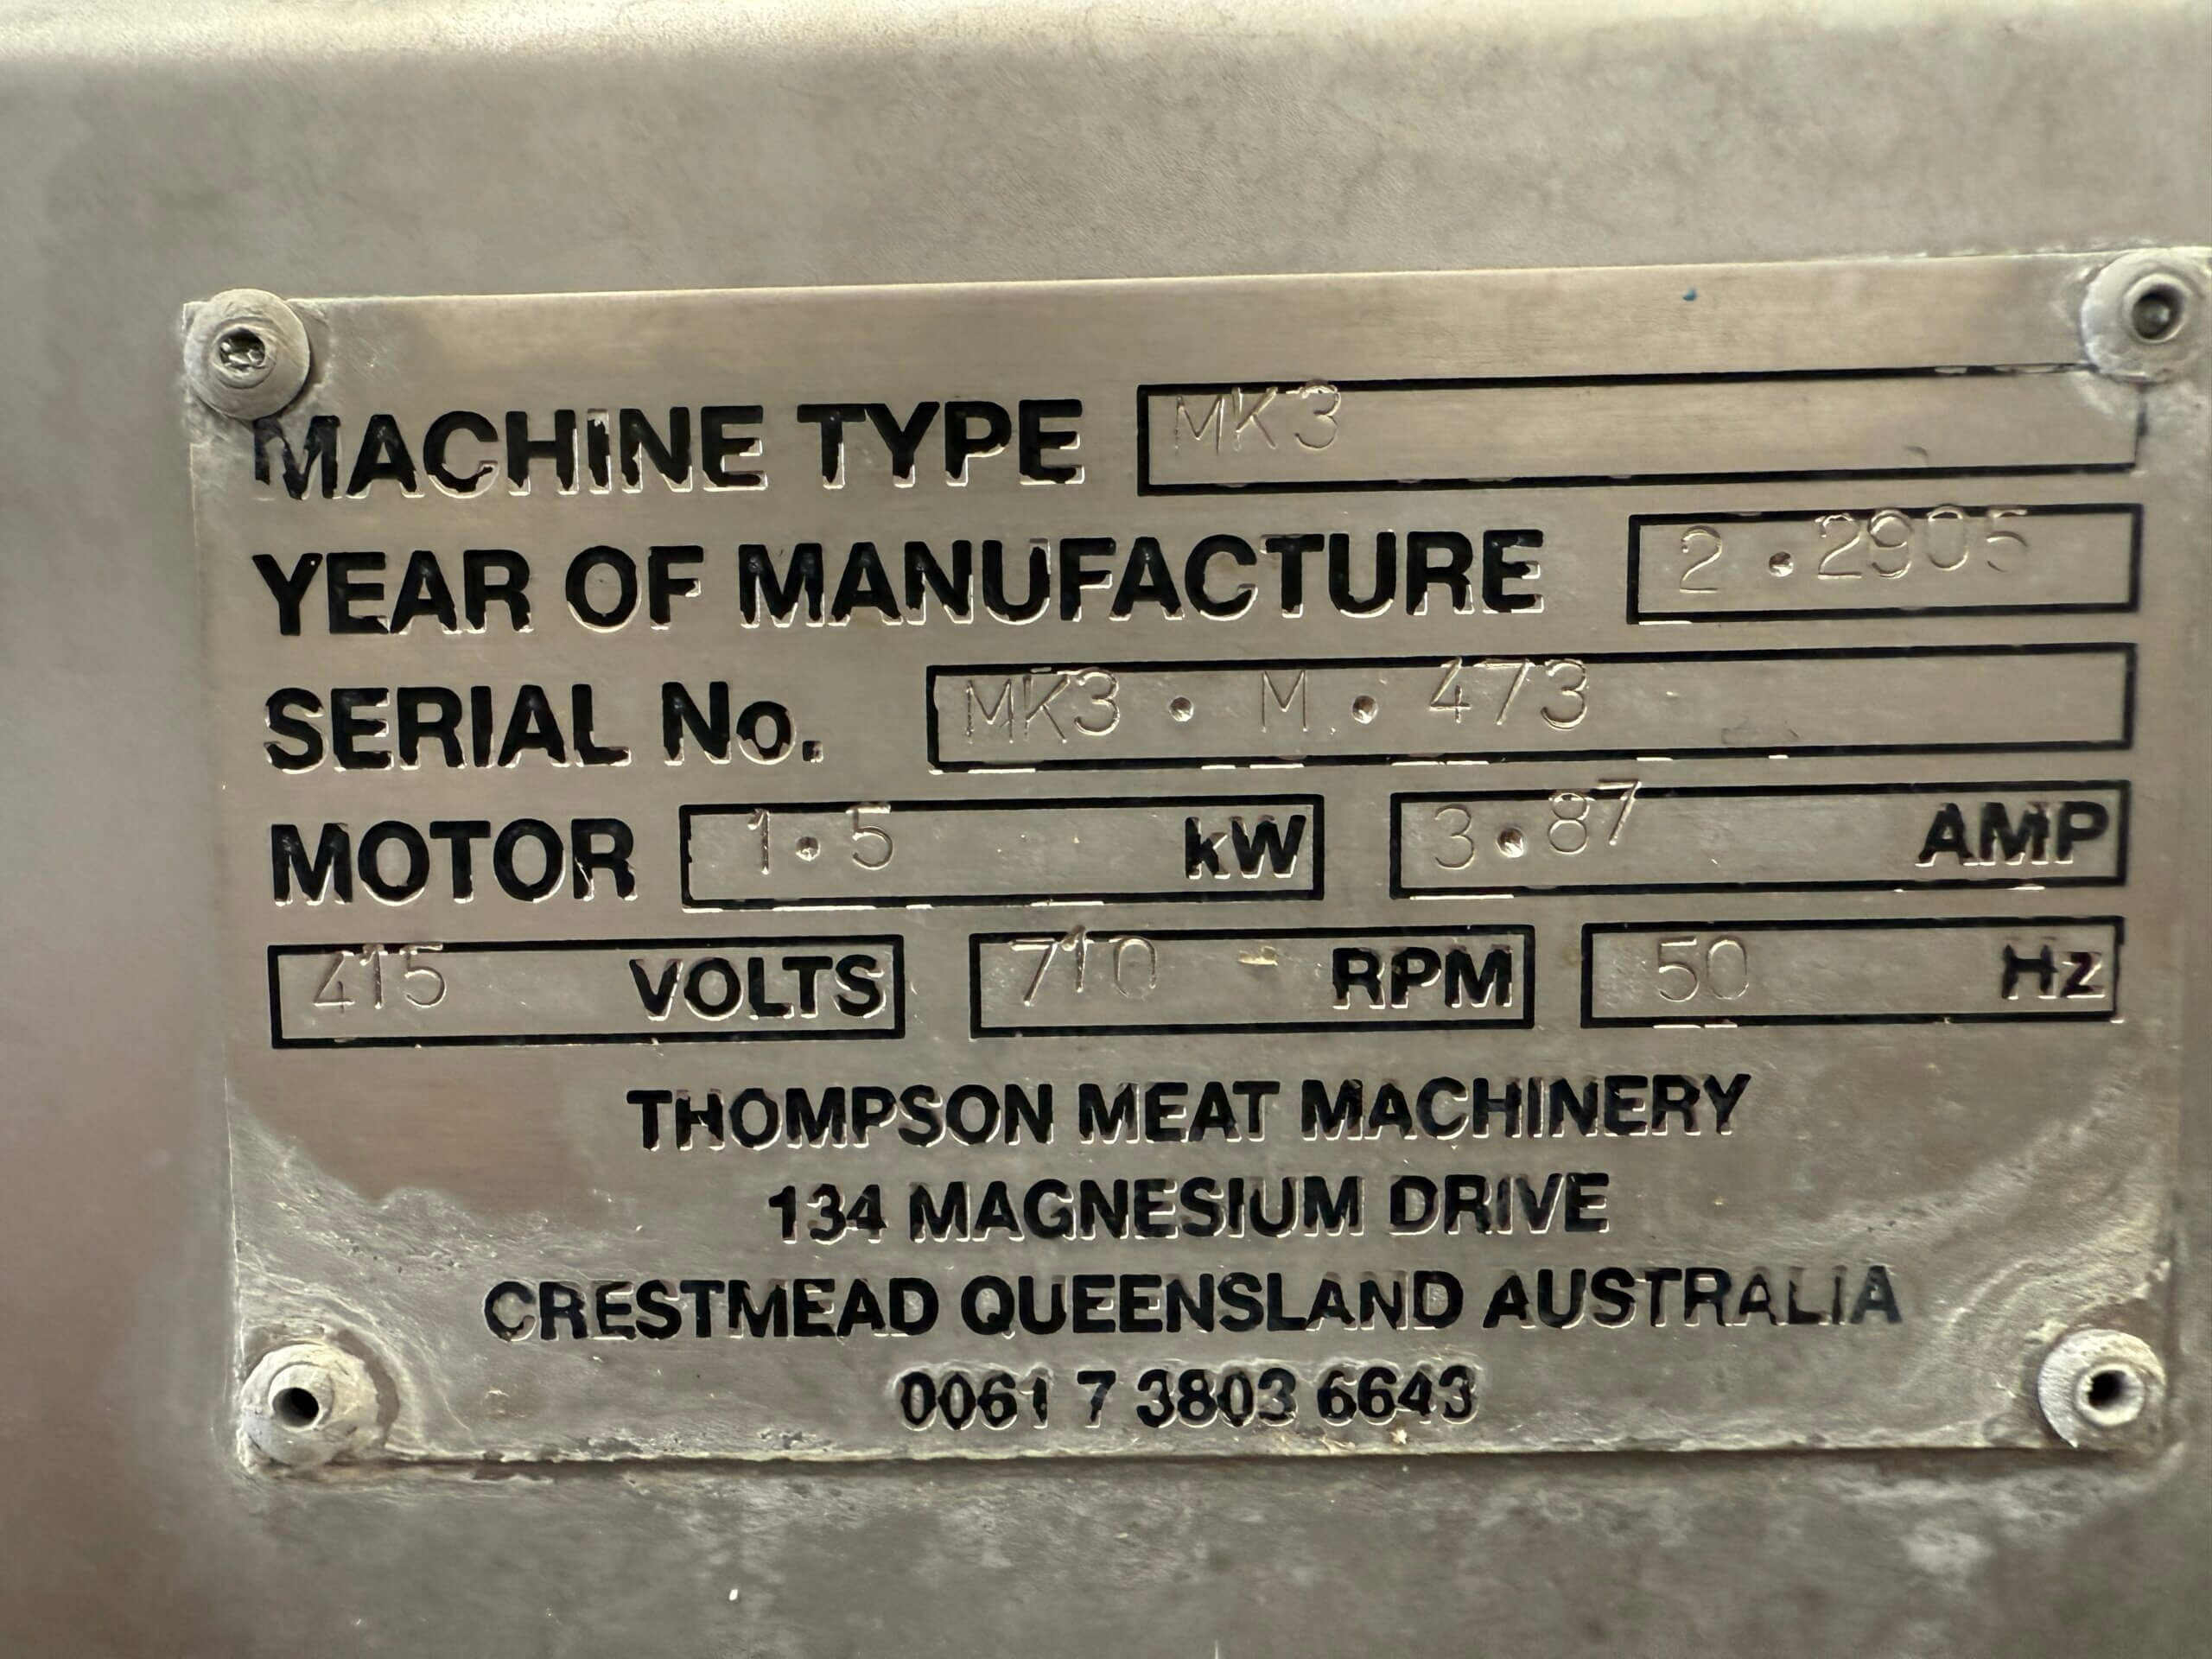 MACHINE TYPE MK3
YEAR OF MANUFACTURE 2.2905
SERIAL No. MK3.M.473
MOTOR 1.5 kW 3.87 AMP
415 VOLTS 710 RPM 50 Hz
THOMPSON MEAT MACHINERY
134 MAGNESIUM DRIVE
CRESTMEAD QUEENSLAND AUSTRALIA
0061 7 3803 6643